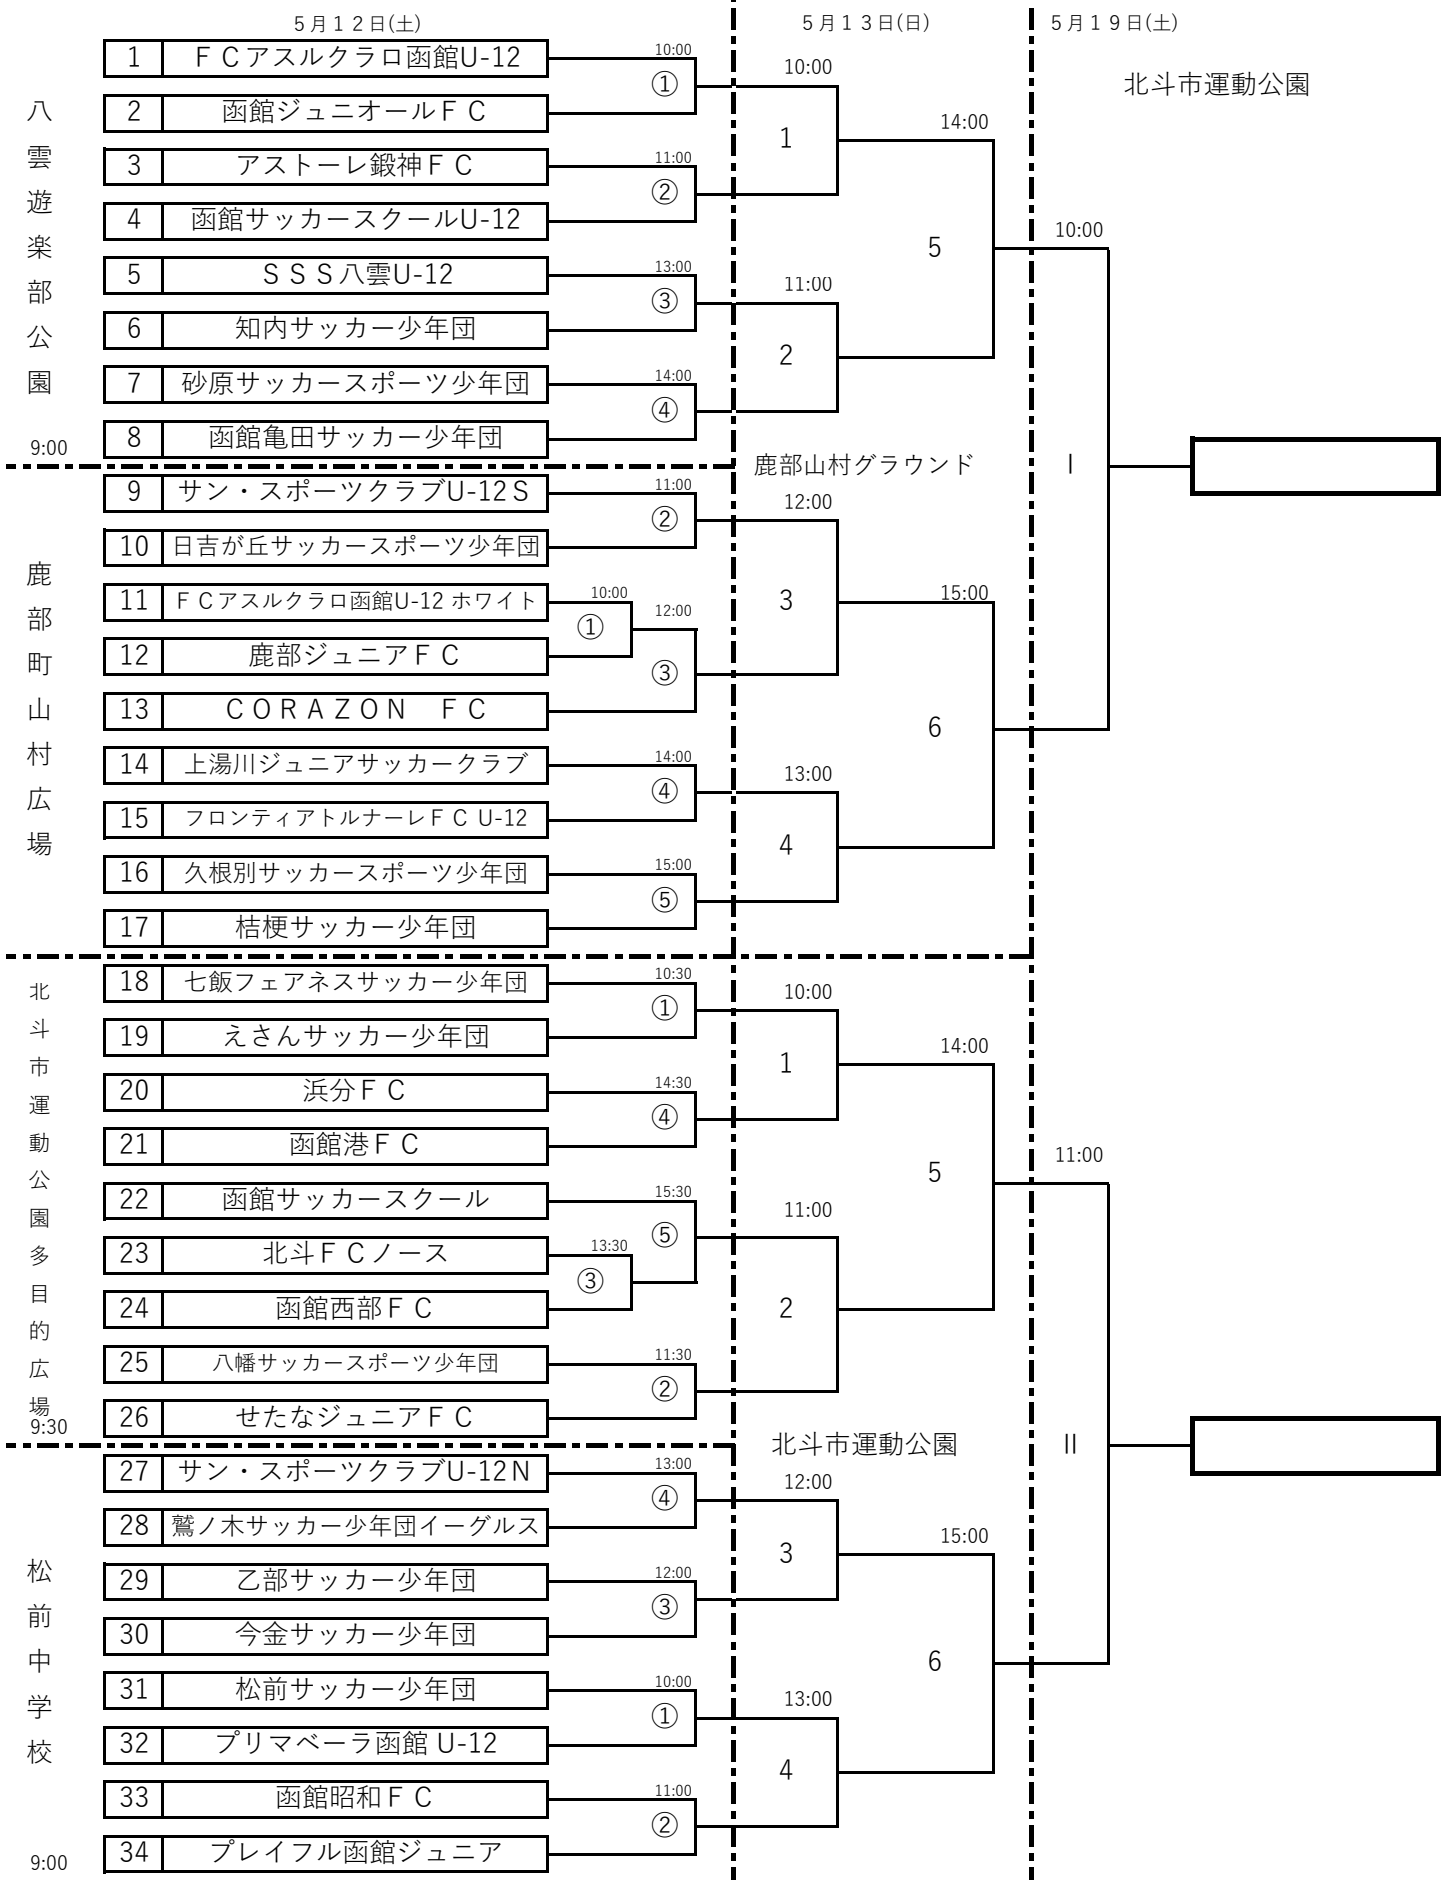 ５月１２日(土)
５月１３日(日)
５月１９日(土)
北斗市運動公園
八雲遊楽部公園
9:00
1 ＦＣアスルクラロ函館U-12
2 函館ジュニオールＦＣ
3 アストーレ鍛神ＦＣ
4 函館サッカースクールU-12
5 ＳＳＳ八雲U-12
6 知内サッカー少年団
7 砂原サッカースポーツ少年団
8 函館亀田サッカー少年団
10:00
①
11:00
②
13:00
③
14:00
④
10:00
1
11:00
2
14:00
5
鹿部山村グラウンド
鹿部町山村広場
9 サン・スポーツクラブU-12Ｓ
10 日吉が丘サッカースポーツ少年団
11 ＦＣアスルクラロ函館U-12 ホワイト
12 鹿部ジュニアＦＣ
13 ＣＯＲＡＺＯＮ　ＦＣ
14 上湯川ジュニアサッカークラブ
15 フロンティアトルナーレＦＣ U-12
16 久根別サッカースポーツ少年団
17 桔梗サッカー少年団
11:00
②
10:00
①
12:00
③
14:00
④
15:00
⑤
12:00
3
13:00
4
15:00
6
10:00
Ⅰ
北斗市運動公園多目的広場
9:30
18 七飯フェアネスサッカー少年団
19 えさんサッカー少年団
20 浜分ＦＣ
21 函館港ＦＣ
22 函館サッカースクール
23 北斗ＦＣノース
24 函館西部ＦＣ
25 八幡サッカースポーツ少年団
26 せたなジュニアＦＣ
10:30
①
14:30
④
15:30
⑤
13:30
③
11:30
②
10:00
1
11:00
2
14:00
5
北斗市運動公園
松前中学校
9:00
27 サン・スポーツクラブU-12Ｎ
28 鷲ノ木サッカー少年団イーグルス
29 乙部サッカー少年団
30 今金サッカー少年団
31 松前サッカー少年団
32 プリマベーラ函館 U-12
33 函館昭和ＦＣ
34 プレイフル函館ジュニア
13:00
④
12:00
③
10:00
①
11:00
②
12:00
3
13:00
4
15:00
6
11:00
Ⅱ